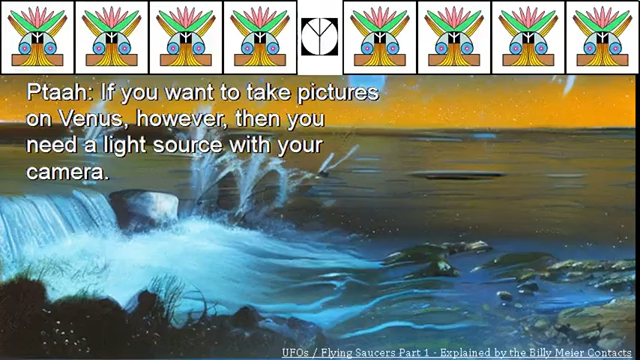 Ptaah: If you want to take pictures
on Venus, however, then you
need a light source with your
camera.
UFOs / Flying Saucers Part 1 - Explained by the Billy Meier Contacts